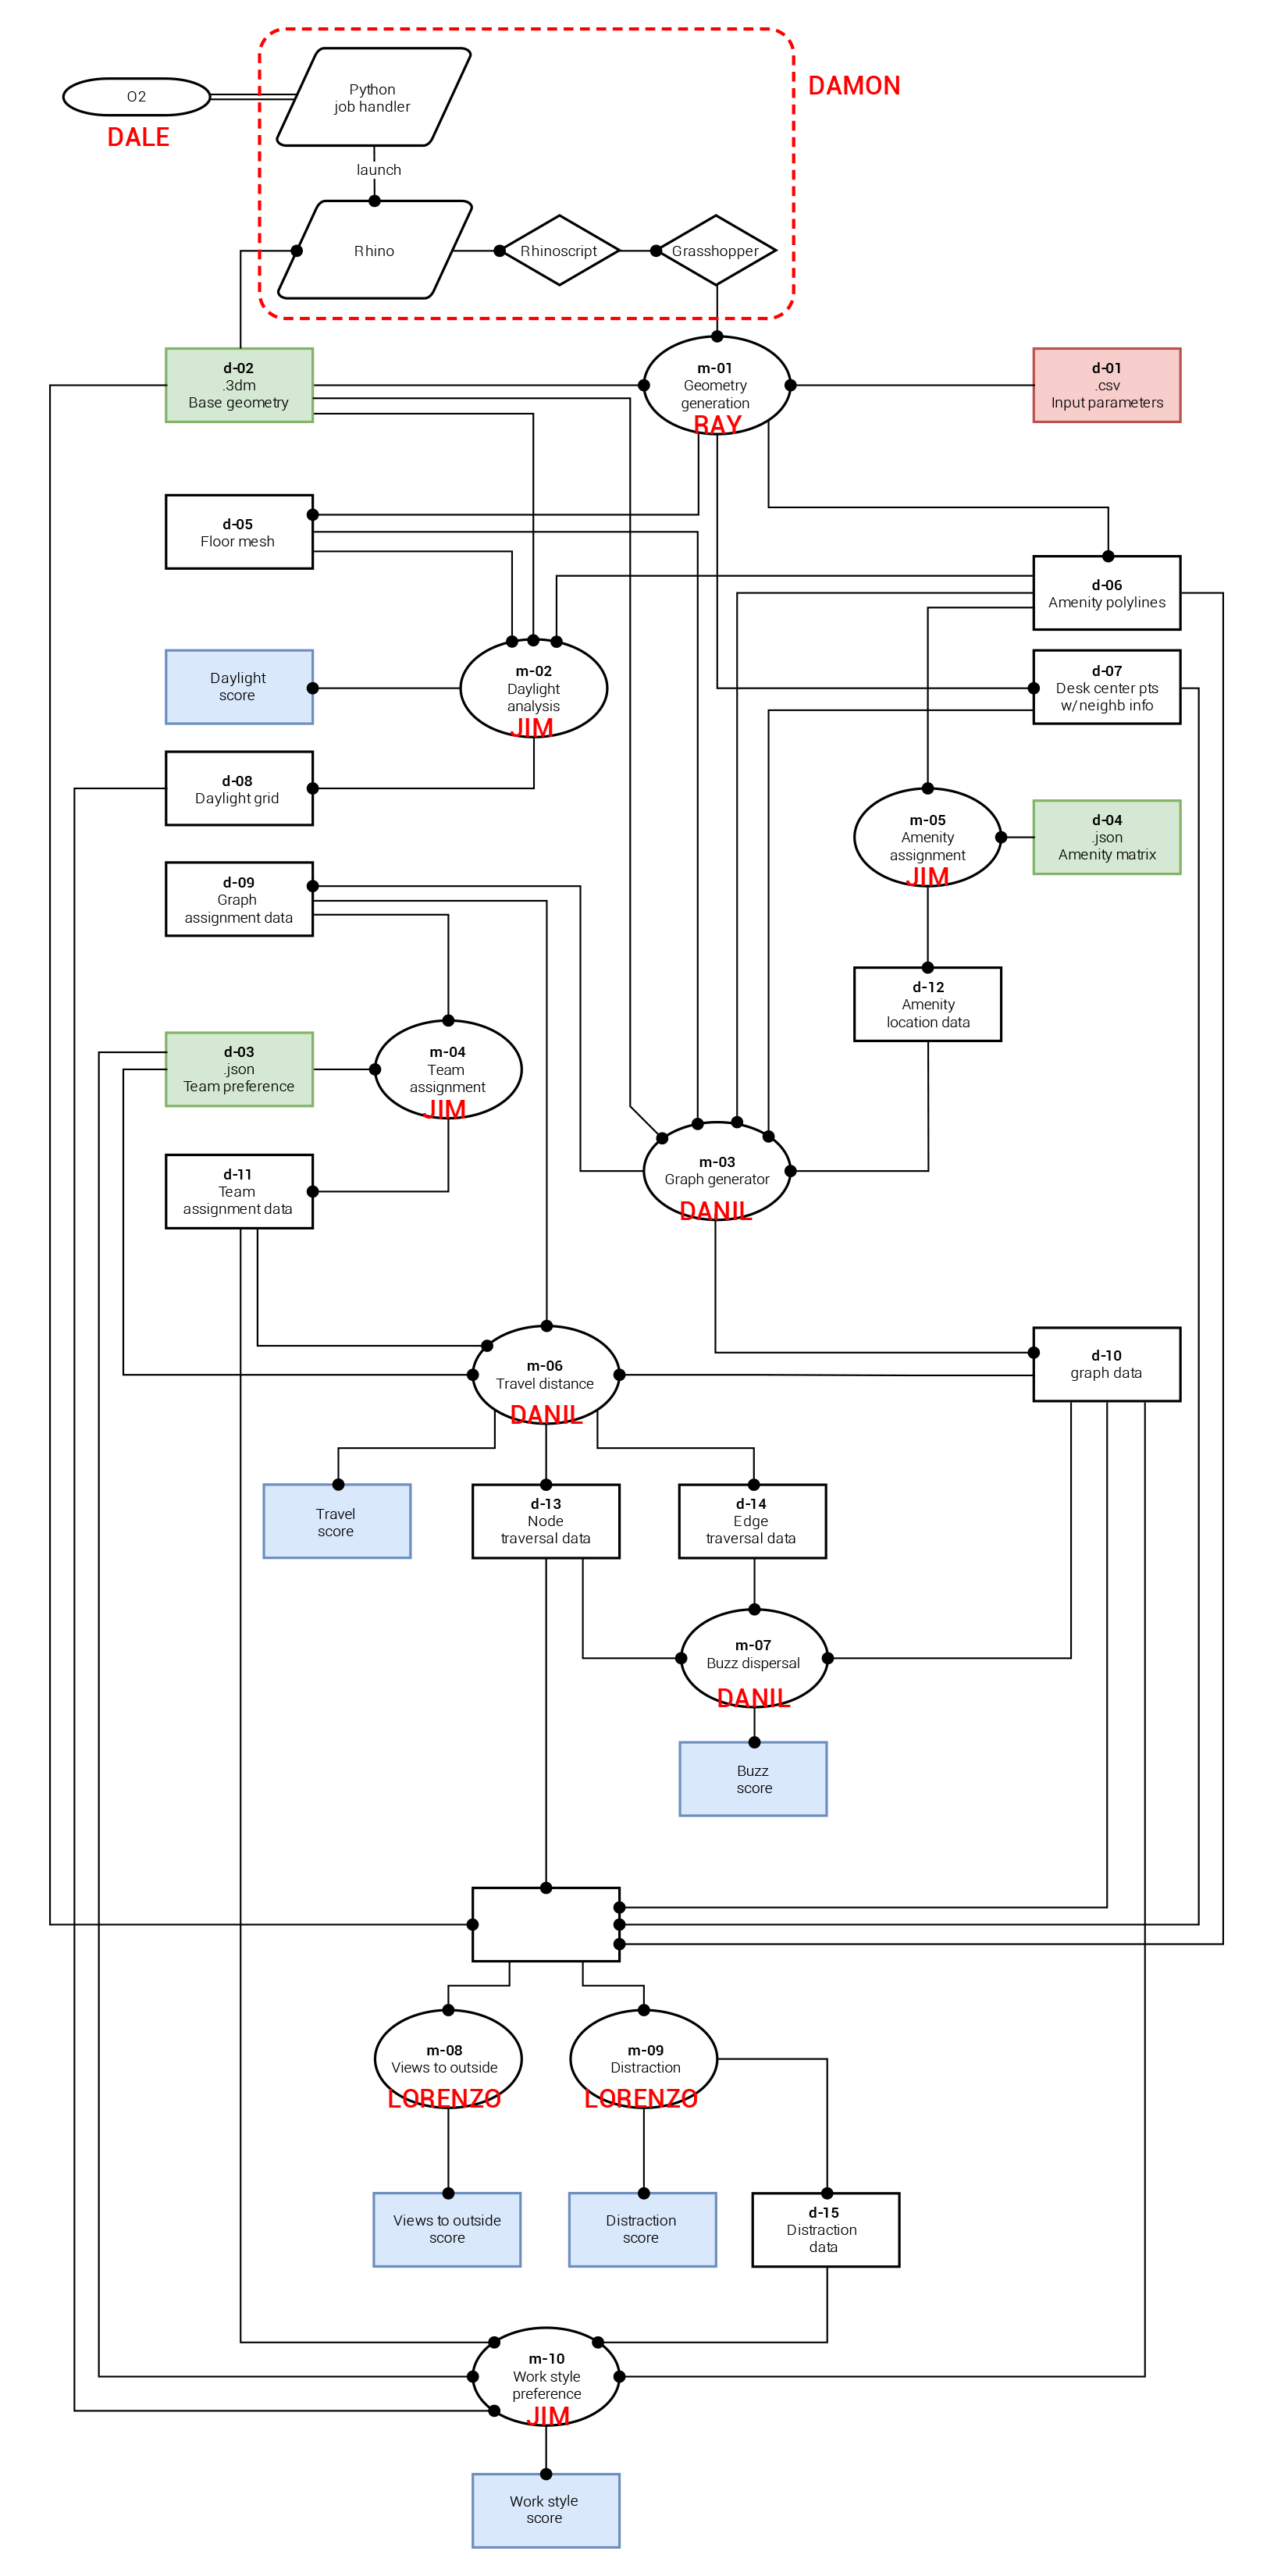 O2
DALE
Python
job handler
DAMON
launch
Rhino
Rhinoscript
Grasshopper
d-02
.3dm
Base geometry
m-01
Geometry
generation
RAY
d-01
.csv
Input parameters
d-05
Floor mesh
d-06
Amenity polylines
Daylight
score
m-02
Daylight
analysis
JIM
d-07
Desk center pts
w/neighb info
d-08
Daylight grid
m-05
Amenity
assignment
JIM
d-04
.json
Amenity matrix
d-09
Graph
assignment data
d-12
Amenity
location data
d-03
.json
Team preference
m-04
Team
assignment
JIM
d-11
Team
assignment data
m-03
Graph generator
DANIL
m-06
Travel distance
DANIL
d-10
graph data
Travel
score
d-13
Node
traversal data
d-14
Edge
traversal data
m-07
Buzz dispersal
DANIL
Buzz
score
m-08
Views to outside
LORENZO
m-09
Distraction
LORENZO
Views to outside
score
Distraction
score
d-15
Distraction
data
m-10
Work style
preference
JIM
Work style
score